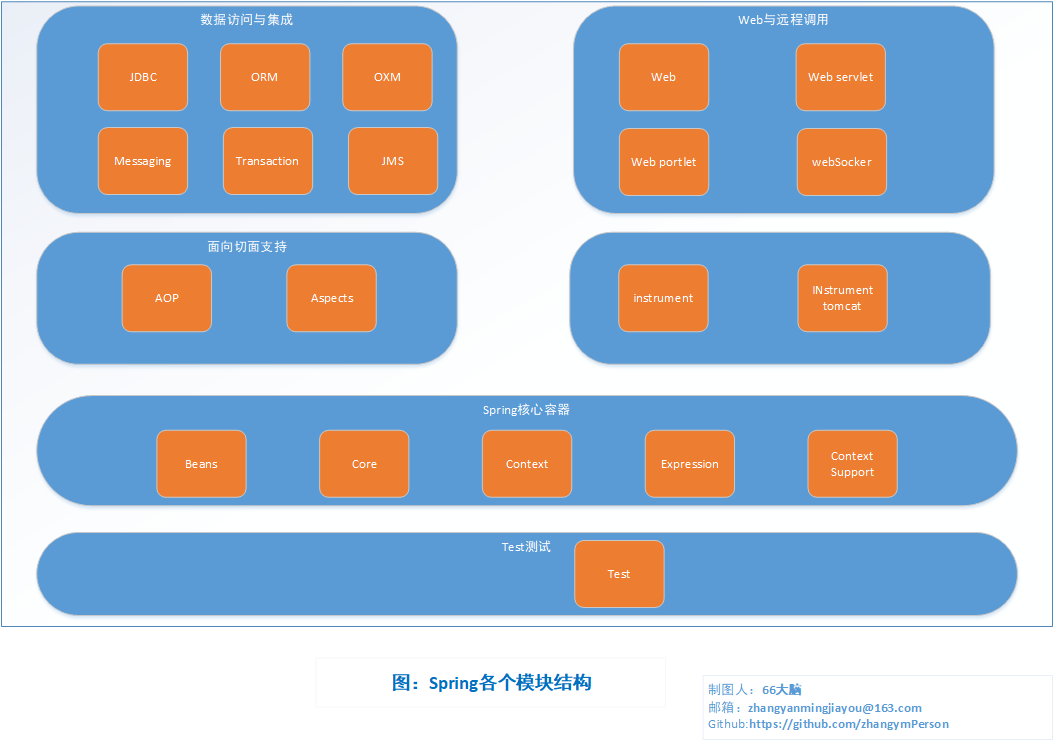 数据访问与集成
JDBC
ORM
OXM
Messaging
Transaction
JMS
Web与远程调用
Web
Web servlet
Web portlet
webSocker
面向切面支持
AOP
Aspects
instrument
INstrument
tomcat
Spring核心容器
Beans
Core
Context
Expression
Context
Support
Test测试
Test
图：Spring各个模块结构
制图人：66大脑
邮箱：zhangyanmingjiayou@163.com
Github:https://github.com/zhangymPerson